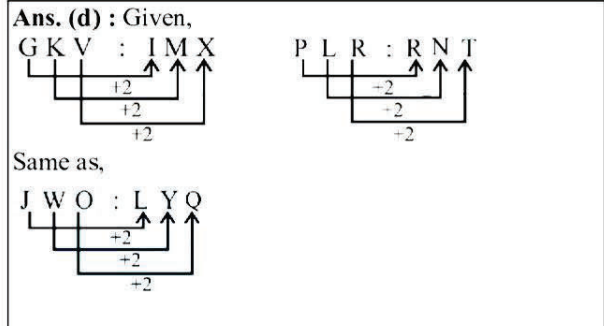 Ans. (d) : Given,
G K V : I M X
+2
+2
+2
P L R : R N T
+2
+2
+2
Same as,
J W O : L Y Q
+2
+2
+2